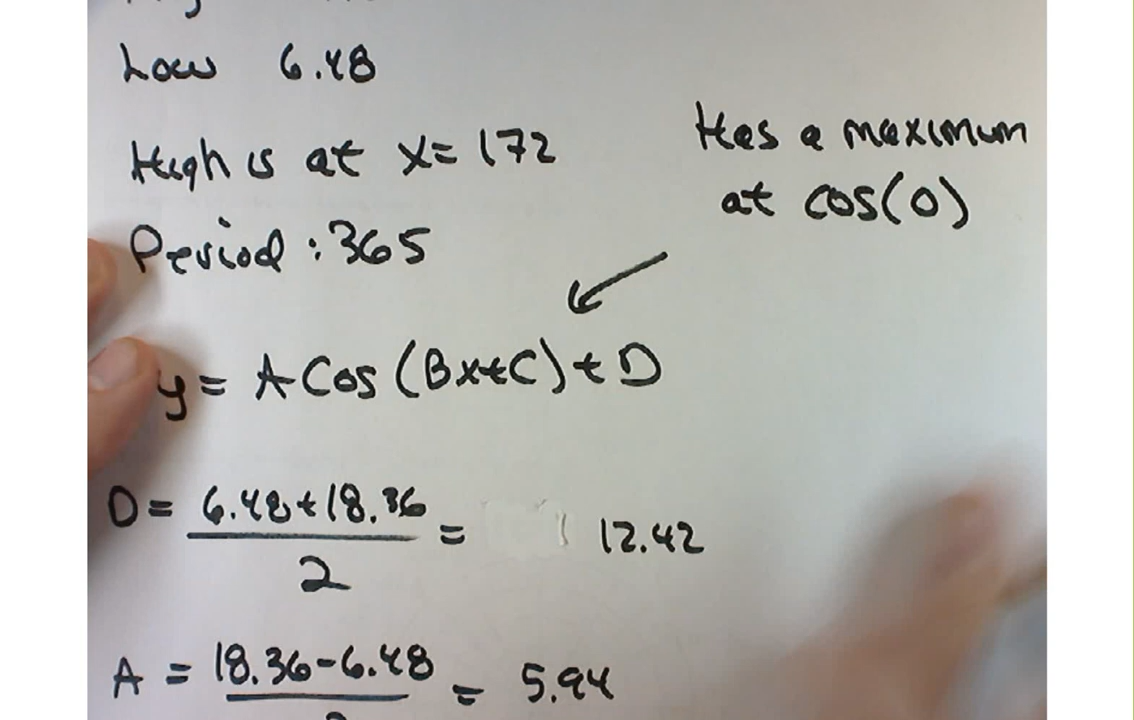 Low 6.48
High is at x= 172
Has a maximum
at cos(0)
Period : 365
y = A Cos (Bx+C) + D
D = 6.48 + 18.36 / 2 = 12.42
A = 18.36 - 6.48 = 5.94